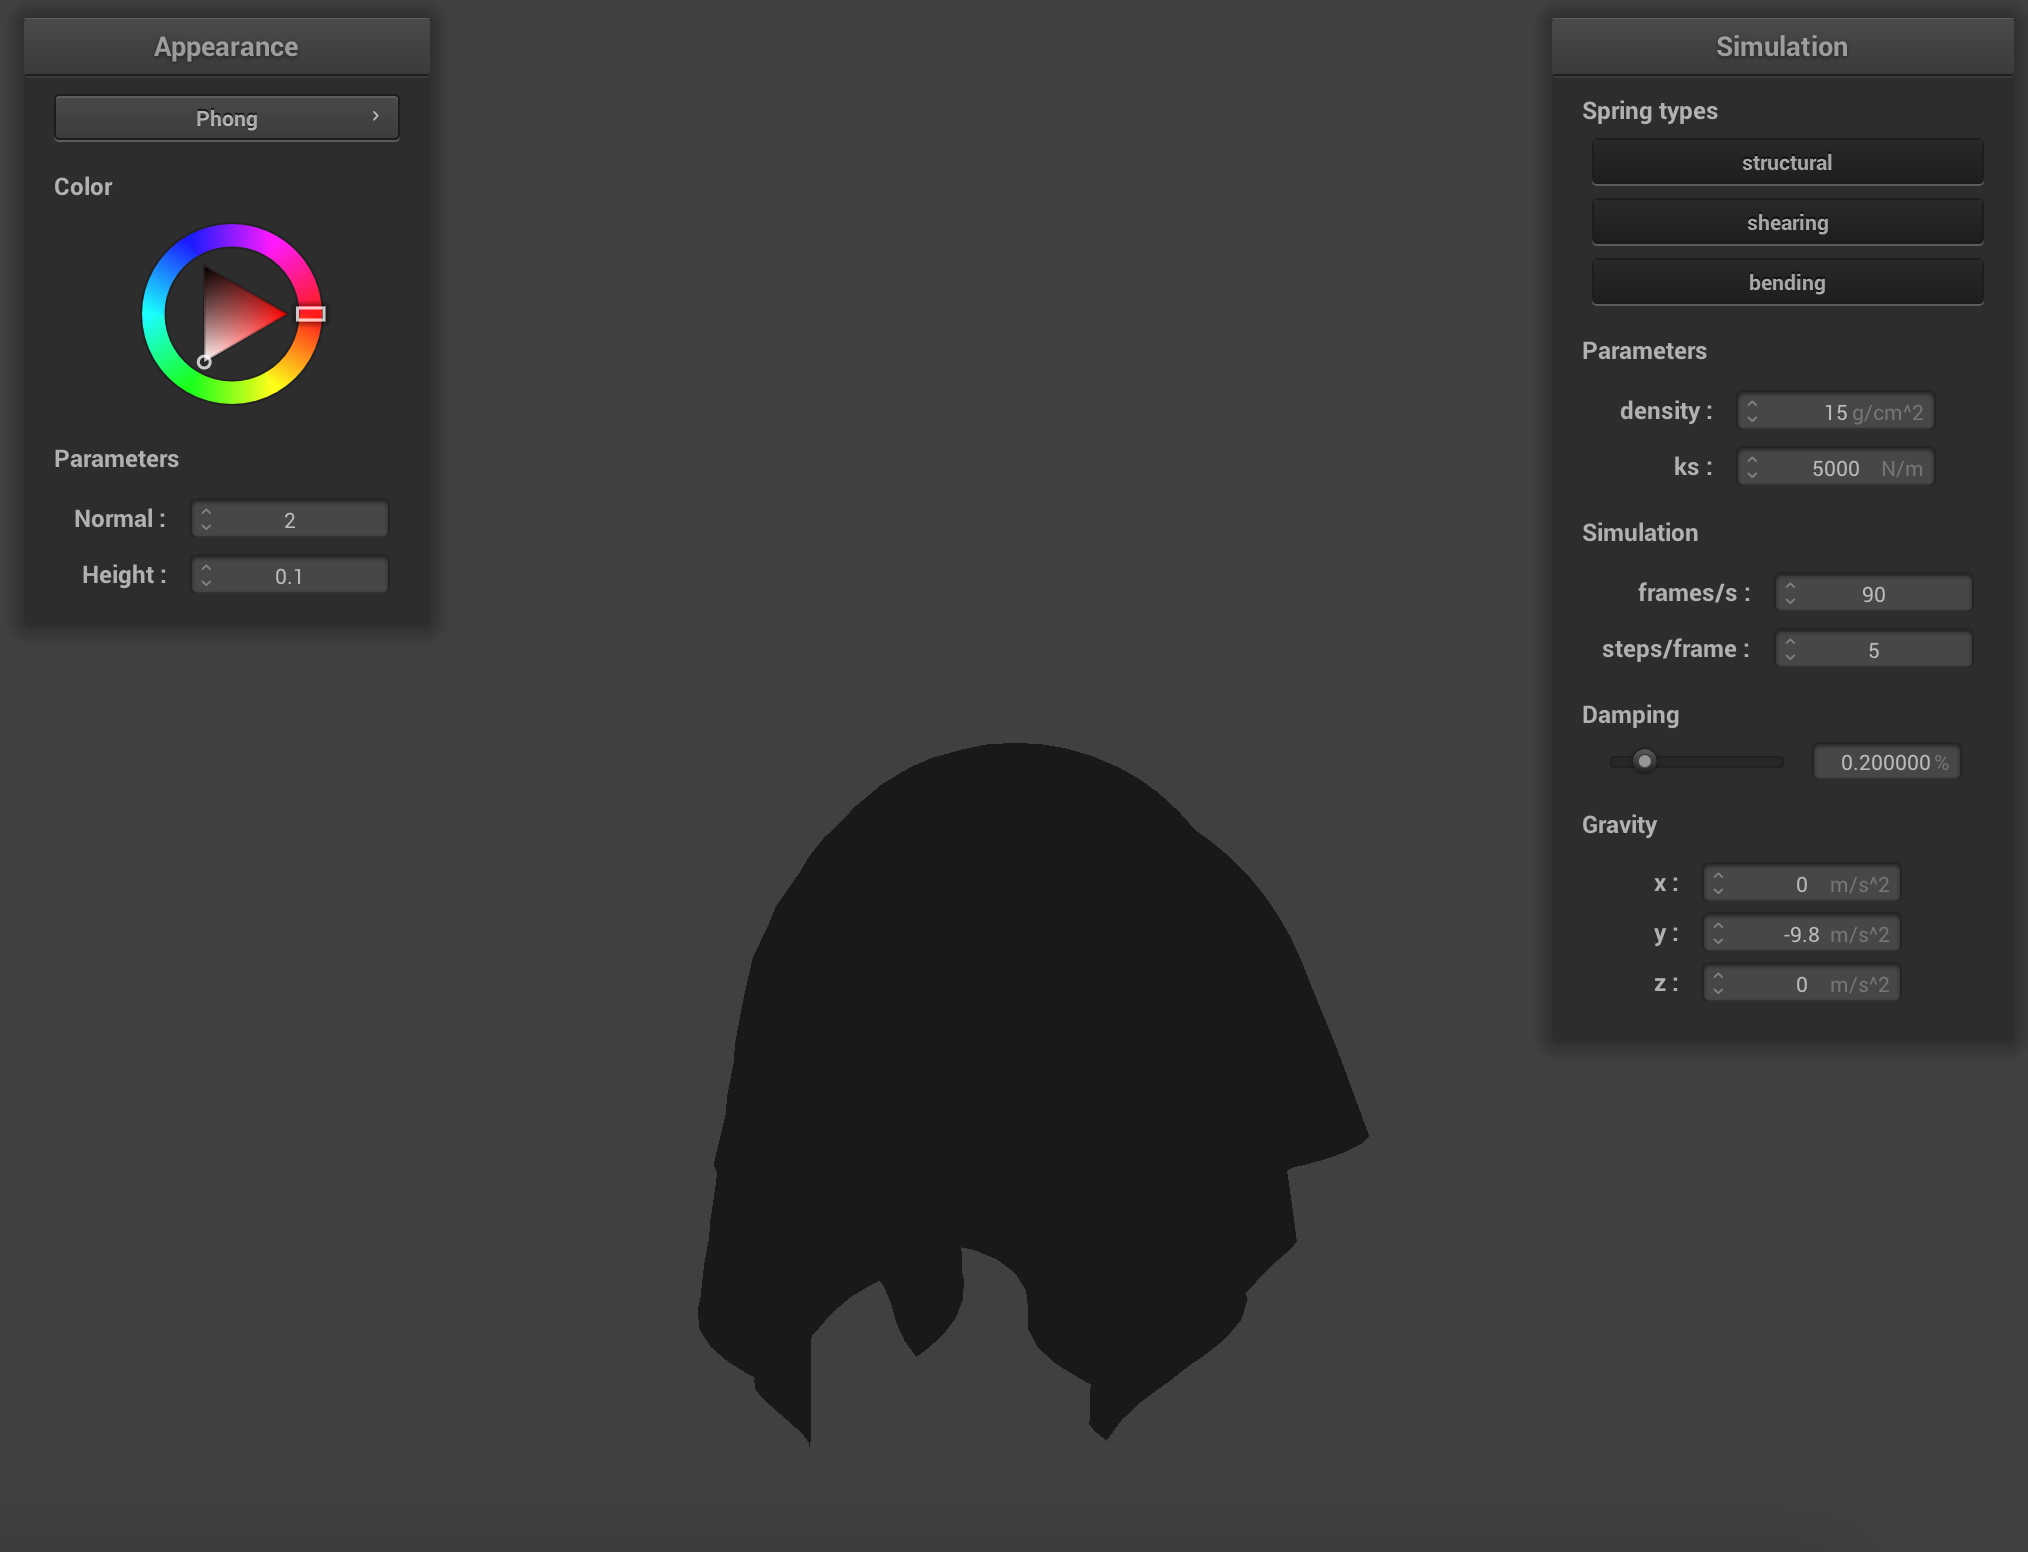 Appearance
Phong
Color
Parameters
Normal : 2
Height : 0.1
Simulation
Spring types
structural
shearing
bending
Parameters
density : 15 g/cm^2
ks : 5000 N/m
Simulation
frames/s : 90
steps/frame : 5
Damping
0.200000 %
Gravity
x : 0 m/s^2
y : -9.8 m/s^2
z : 0 m/s^2